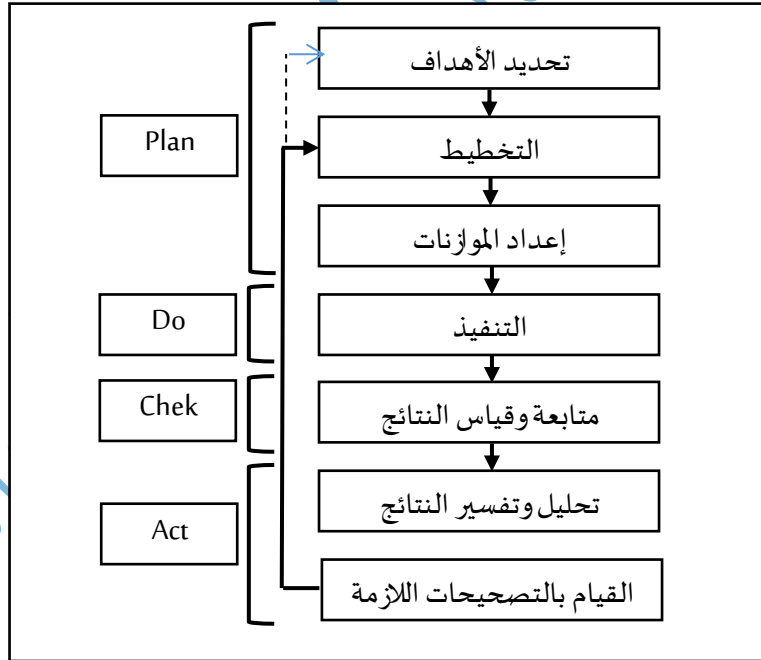 تحديد الأهداف
Plan
التخطيط
إعداد الموازنات
Do
التنفيذ
Chek
متابعة وقياس النتائج
تحليل وتفسير النتائج
Act
القيام بالتصحيحات اللازمة